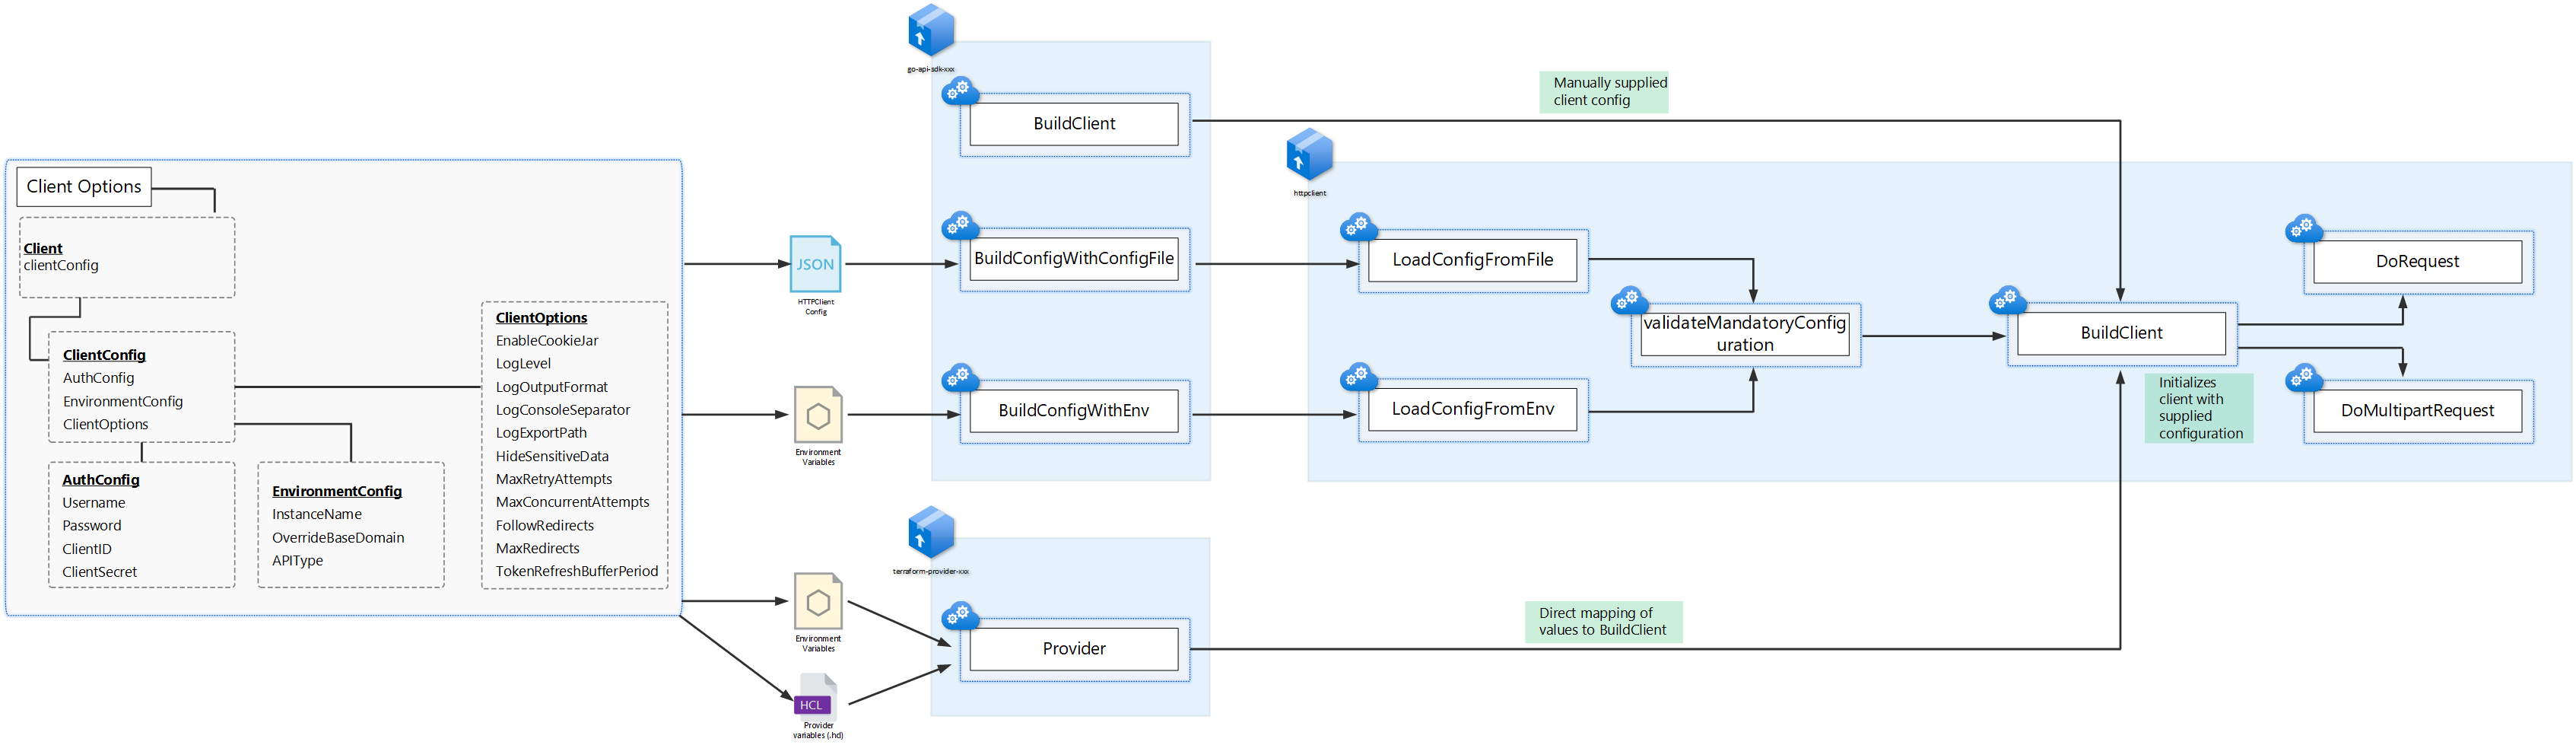 Client Options
Client
clientConfig
ClientConfig
AuthConfig
EnvironmentConfig
ClientOptions
AuthConfig
Username
Password
ClientID
ClientSecret
EnvironmentConfig
InstanceName
OverrideBaseDomain
APIType
ClientOptions
EnableCookieJar
LogLevel
LogOutputFormat
LogConsoleSeparator
LogExportPath
HideSensitiveData
MaxRetryAttempts
MaxConcurrentAttempts
FollowRedirects
MaxRedirects
TokenRefreshBufferPeriod
JSON
HTTPClient
Config
Environment
Variables
Environment
Variables
HCL
Provider
variables (.hd)
go-api-sdk-xxx
BuildClient
BuildConfigWithConfigFile
BuildConfigWithEnv
terraform-provider-xxx
Provider
Manually supplied
client config
httpclient
LoadConfigFromFile
validateMandatoryConfig
uration
LoadConfigFromEnv
BuildClient
Initializes
client with
supplied
configuration
DoRequest
DoMultipartRequest
Direct mapping of
values to BuildClient